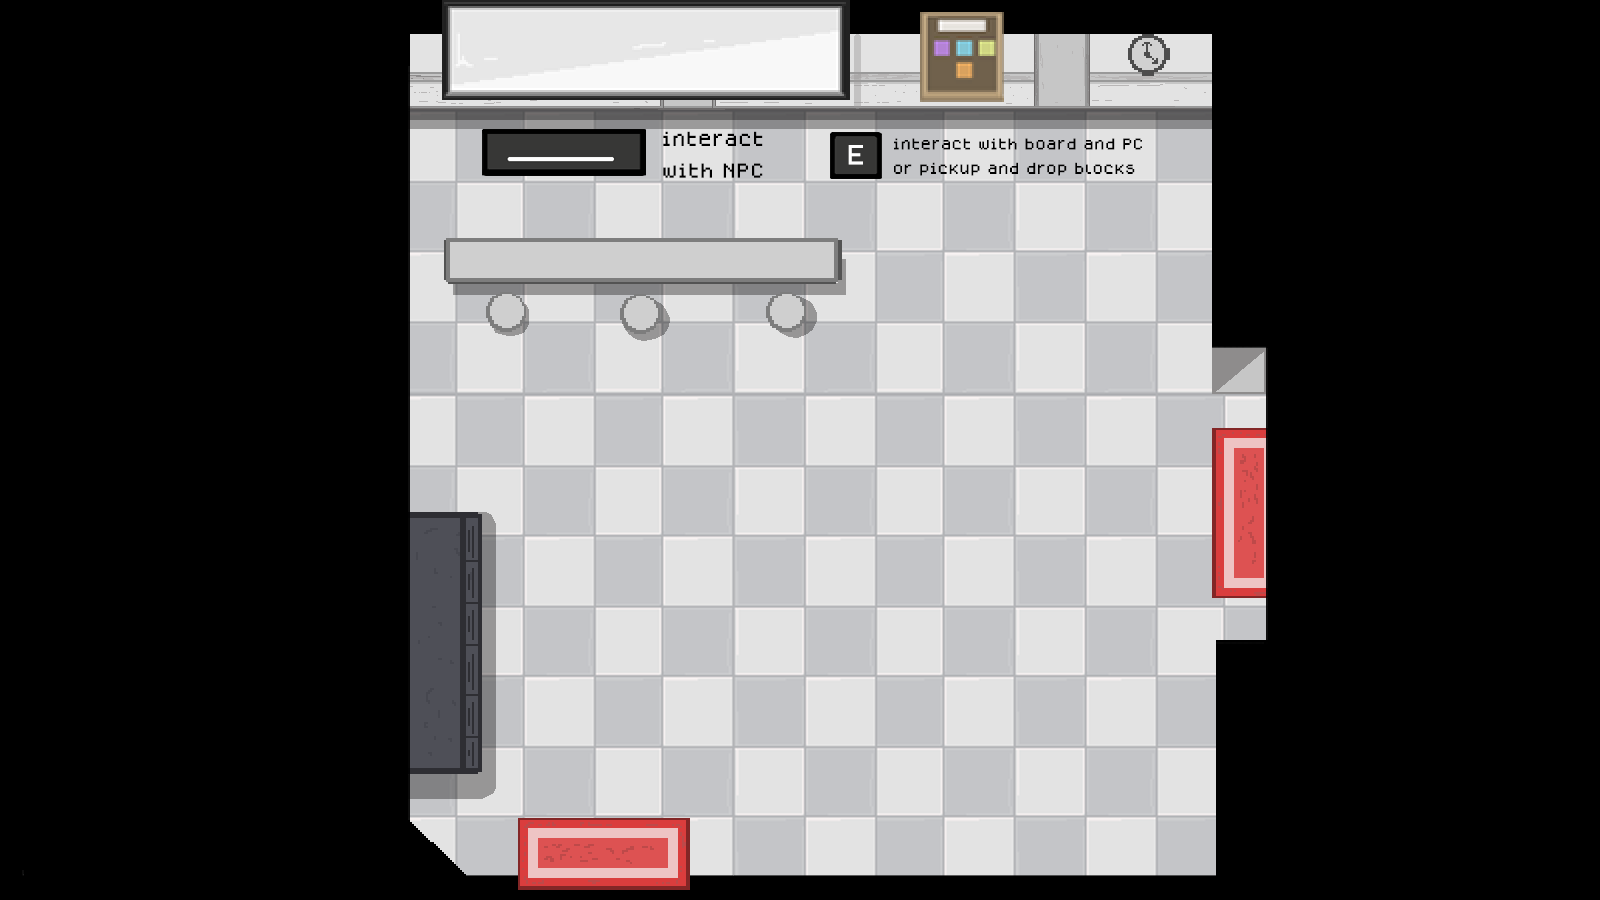 interact
with NPC
E
interact with board and PC
or pickup and drop blocks